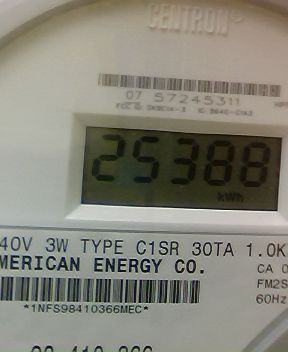 CENTRON®
07 57245311
25388
kWh
40V 3W TYPE C1SR 30TA 1.0K
MERICAN ENERGY CO.
CA 0
FM2S
60Hz
*1NFS98410366MEC*